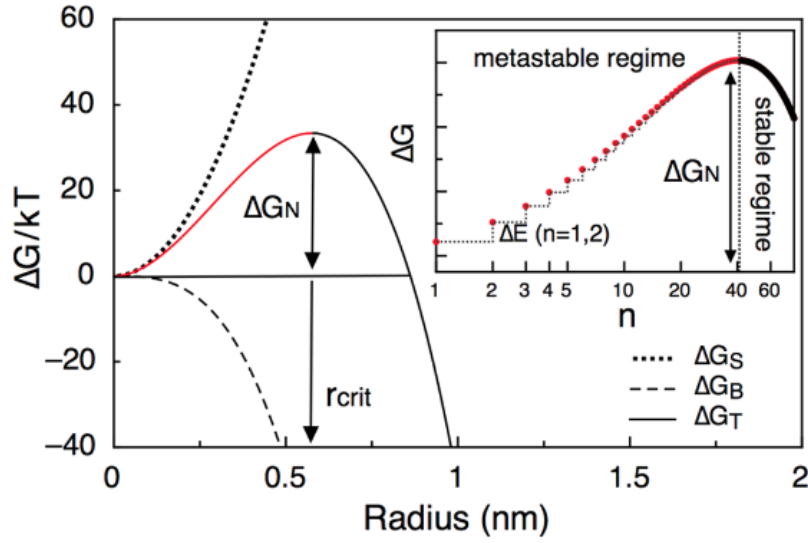 60
40
20
0
−20
−40
ΔG/kT
0
0.5
1
1.5
2
Radius (nm)
ΔGN
rcrit
metastable regime
stable regime
ΔG
ΔGN
ΔE (n=1,2)
1
2
3
4
5
10
20
40
60
n
ΔGS
ΔGB
ΔGT